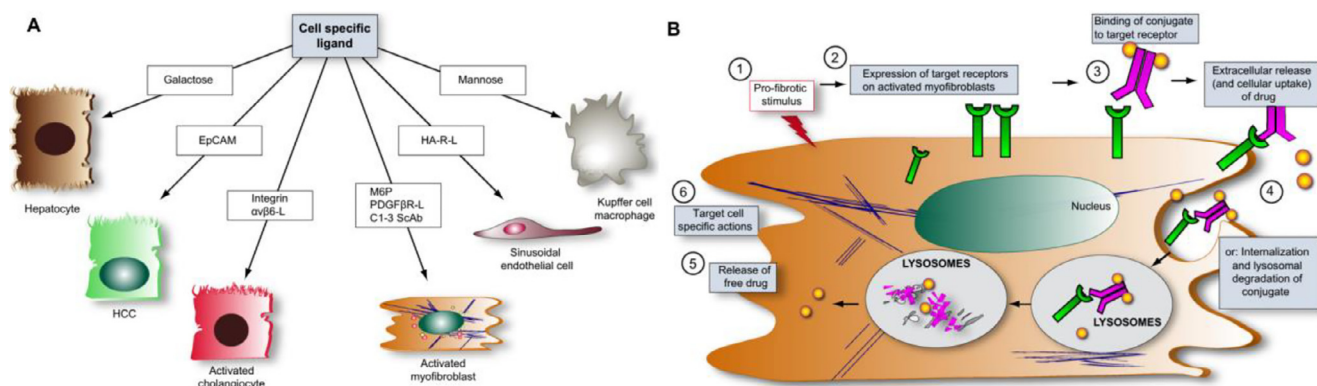 A
Cell specific
ligand
Galactose
Mannose
EpCAM
HA-R-L
Integrin
αvβ6-L
M6P
PDGFβR-L
C1-3 ScAb
Hepatocyte
HCC
Activated
cholangiocyte
Activated
myofibroblast
Sinusoidal
endothelial cell
Kupffer cell
macrophage
B
1
Pro-fibrotic
stimulus
2
Expression of target receptors
on activated myofibroblasts
3
Binding of conjugate
to target receptor
Extracellular release
(and cellular uptake)
of drug
4
or: Internalization
and lysosomal
degradation of
conjugate
Nucleus
LYSOSOMES
LYSOSOMES
5
Release of
free drug
6
Target cell
specific actions